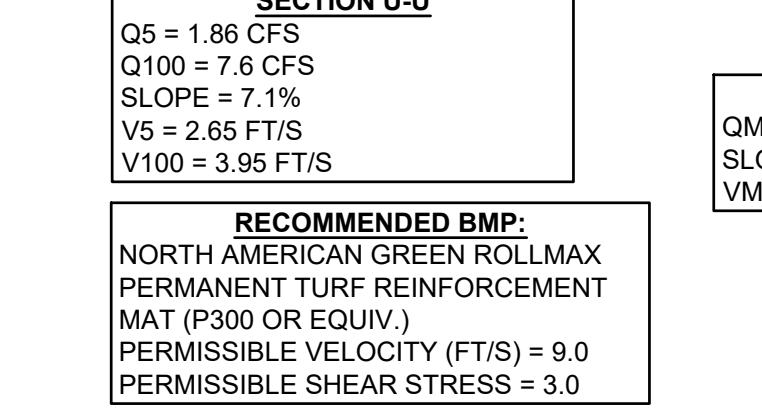 SECTION U-U
Q5 = 1.86 CFS
Q100 = 7.6 CFS
SLOPE = 7.1%
V5 = 2.65 FT/S
V100 = 3.95 FT/S
RECOMMENDED BMP:
NORTH AMERICAN GREEN ROLLMAX
PERMANENT TURF REINFORCEMENT
MAT (P300 OR EQUIV.)
PERMISSIBLE VELOCITY (FT/S) = 9.0
PERMISSIBLE SHEAR STRESS = 3.0